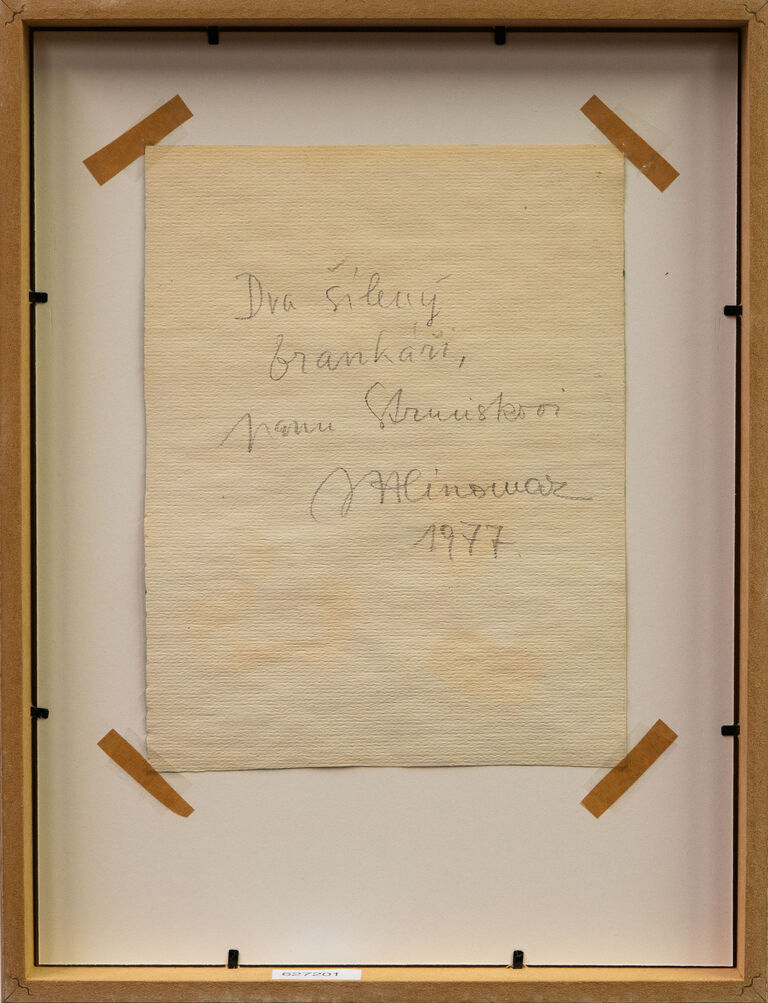 Dva šílený
brankáři,
panu Strniskovi
J Hlinomaz
1977
627201